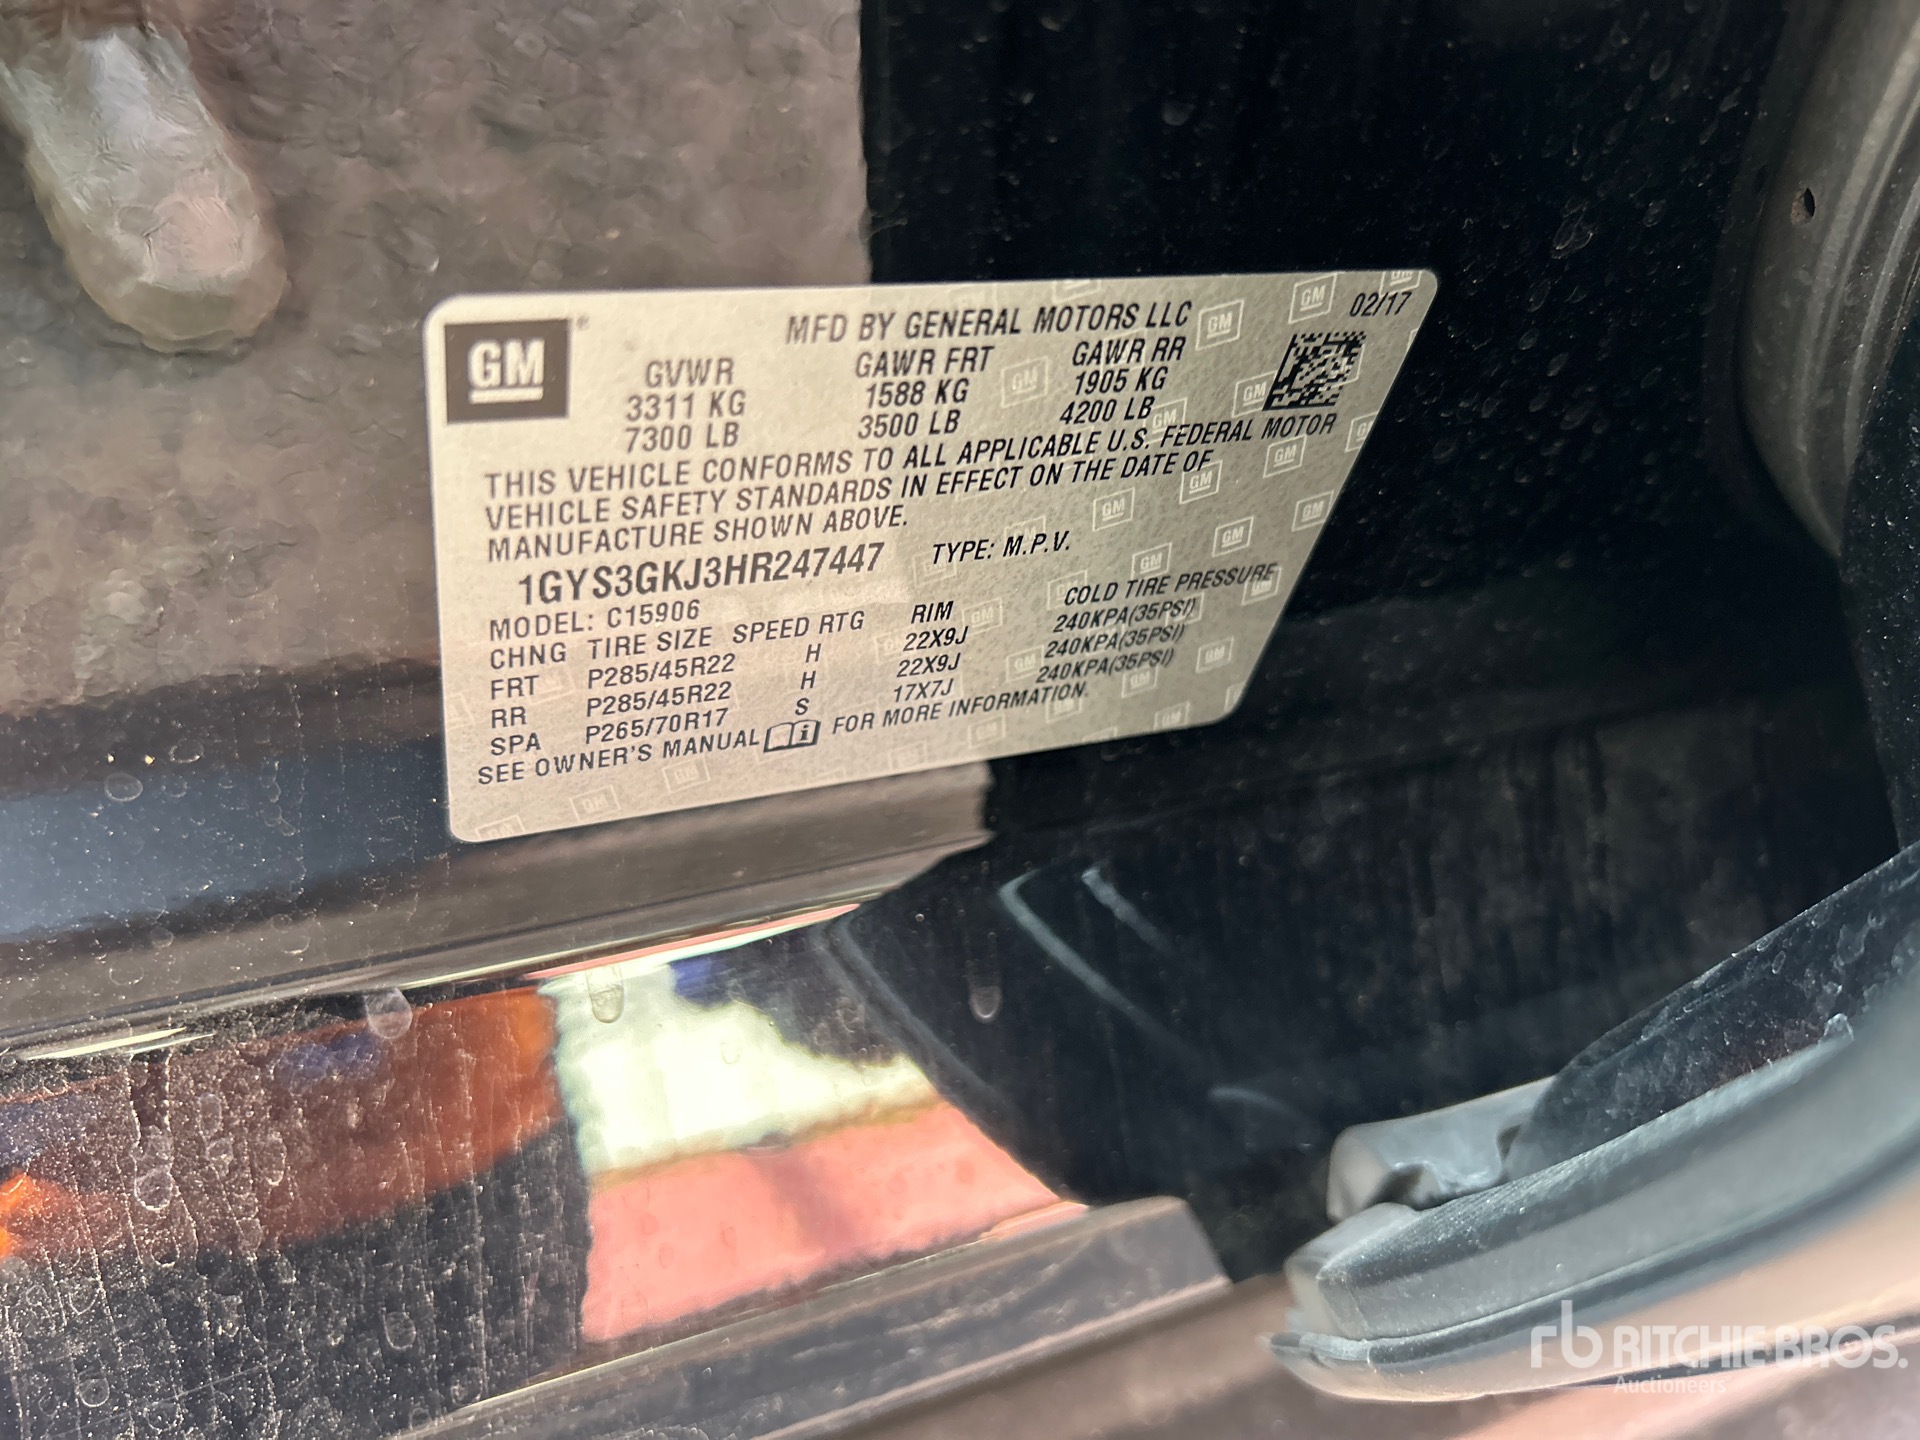 GM®
MFD BY GENERAL MOTORS LLC 02/17
GVWR GAWR FRT GAWR RR
3311 KG 1588 KG 1905 KG
7300 LB 3500 LB 4200 LB
THIS VEHICLE CONFORMS TO ALL APPLICABLE U.S. FEDERAL MOTOR
VEHICLE SAFETY STANDARDS IN EFFECT ON THE DATE OF
MANUFACTURE SHOWN ABOVE.
1GYS3GKJ3HR247447 TYPE: M.P.V.
MODEL: C15906
CHNG TIRE SIZE SPEED RTG RIM COLD TIRE PRESSURE
FRT P285/45R22 H 22X9J 240KPA(35PSI)
RR P285/45R22 H 22X9J 240KPA(35PSI)
SPA P265/70R17 S 17X7J 240KPA(35PSI)
SEE OWNER'S MANUAL i FOR MORE INFORMATION.
rb RITCHIE BROS.
Auctioneers